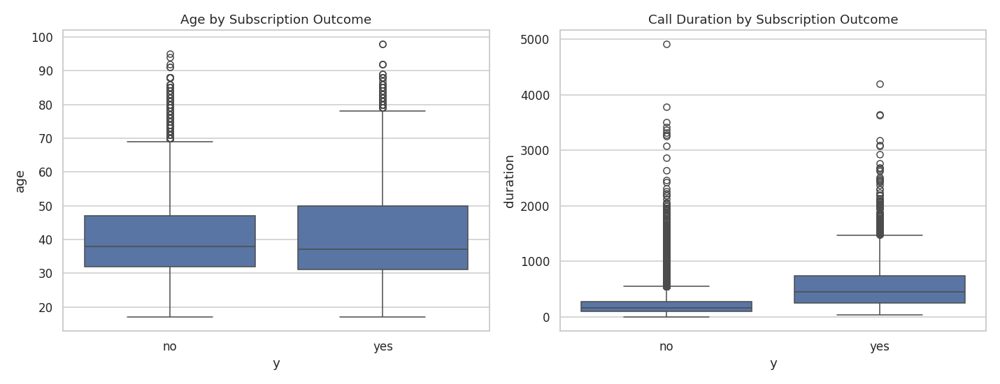 Age by Subscription Outcome
100
90
80
70
60
50
40
30
20
age
no
yes
y
Call Duration by Subscription Outcome
5000
4000
3000
2000
1000
0
duration
no
yes
y